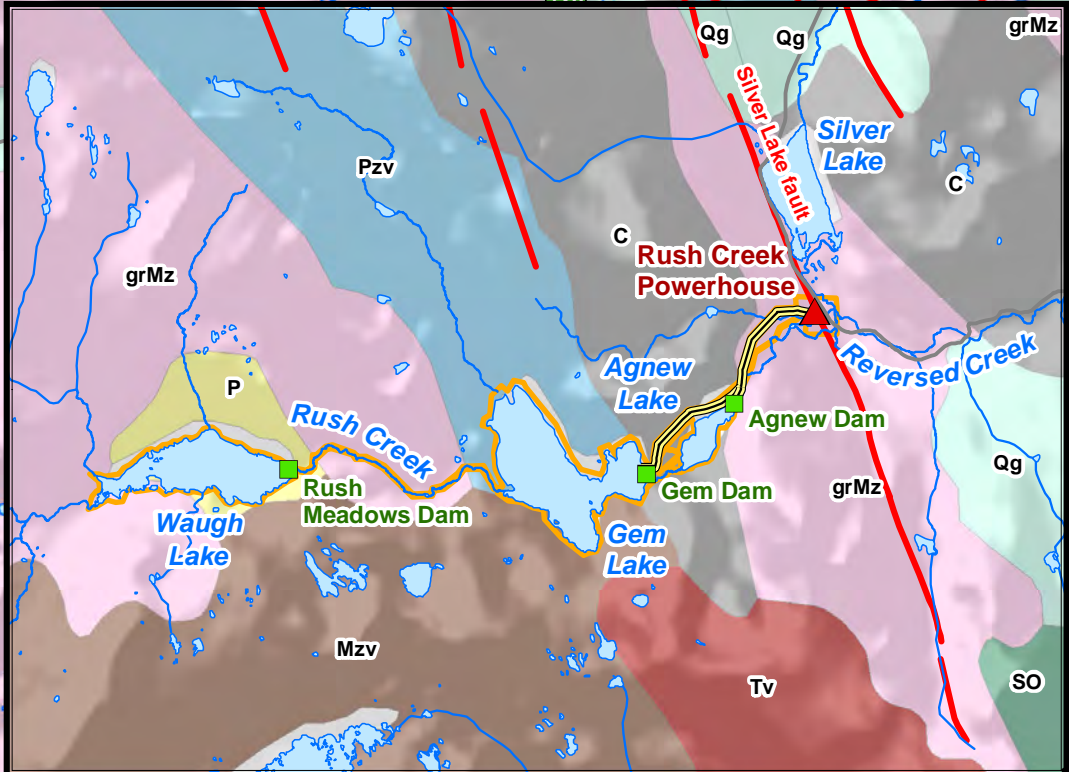 Qg
Qg
grMz
Silver Lake fault
Silver
Lake
Pzv
C
C
Rush Creek
Powerhouse
grMz
Reversed Creek
Agnew
Lake
P
Rush Creek
Agnew Dam
Qg
Rush
Meadows Dam
Gem Dam
grMz
Waugh
Lake
Gem
Lake
Mzv
Tv
SO